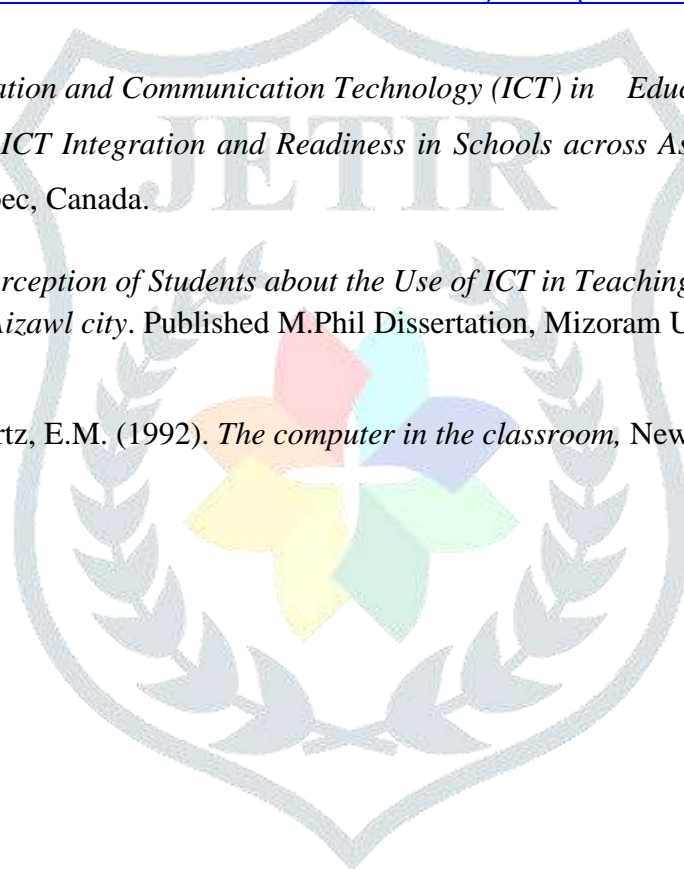 ation and Communication Technology (ICT) in Educ
ICT Integration and Readiness in Schools across As
JETIR
ec, Canada.
rception of Students about the Use of ICT in Teaching
izawl city. Published M.Phil Dissertation, Mizoram U
rtz, E.M. (1992). The computer in the classroom, New